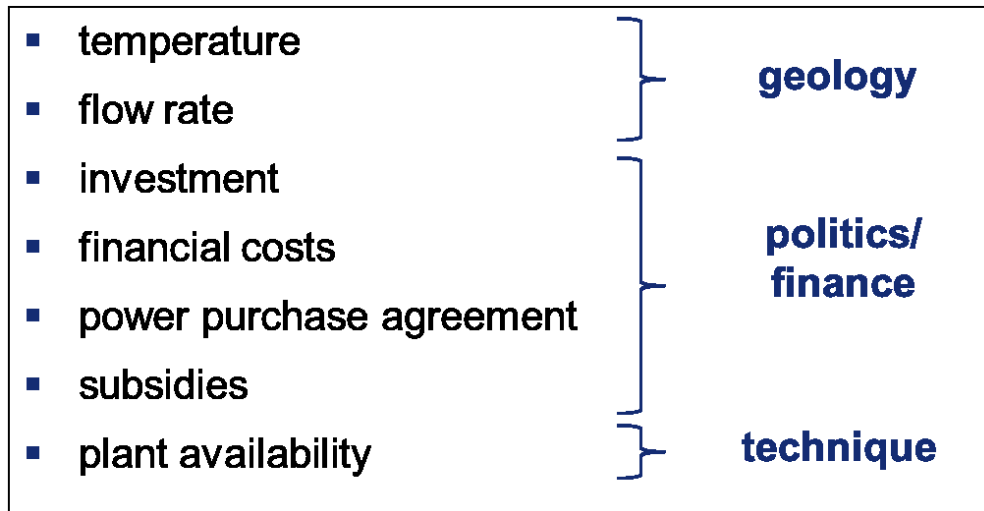 ▪ temperature
▪ flow rate
geology
▪ investment
▪ financial costs
▪ power purchase agreement
▪ subsidies
politics/
finance
▪ plant availability
technique